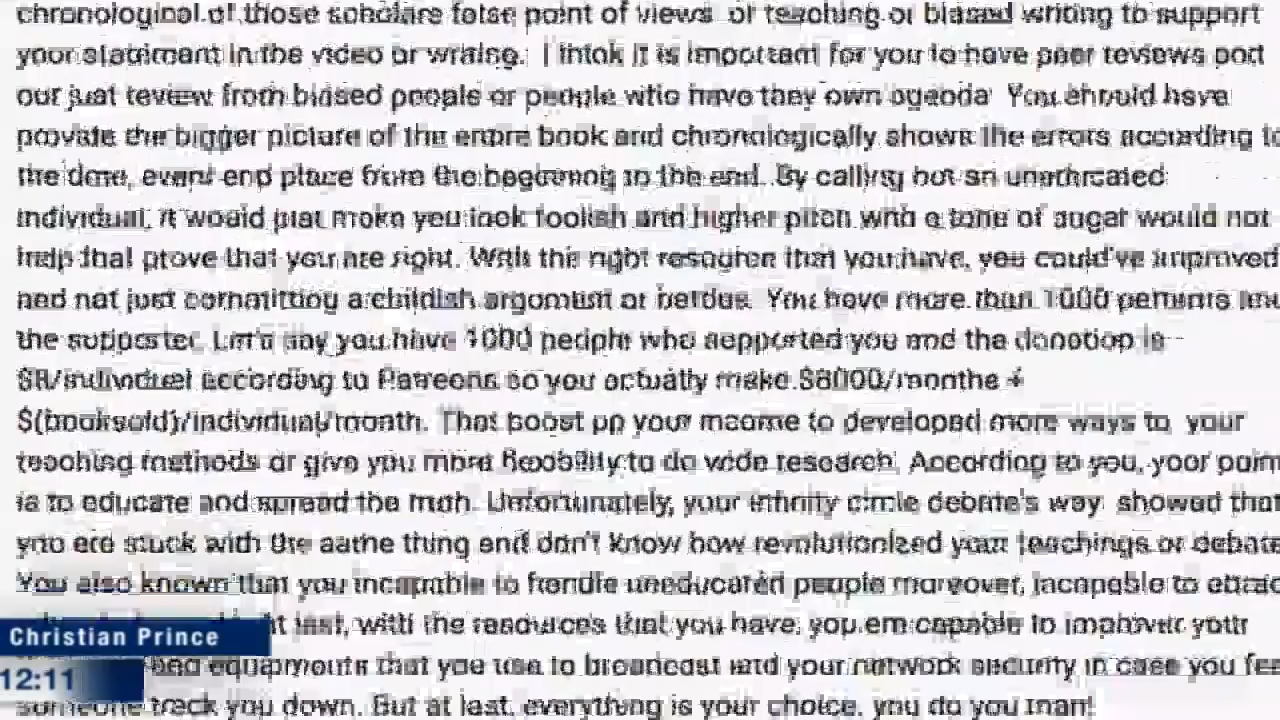 chronological of those scholars false point of views or teaching or biased writing to support
your statiment in the video or writing. I think it is important for you to have peer reviews and
our just review from biased people or people who have they own agenda You should have
provide the bigger picture of the entire book and chronologically shows the errors according to
the time, event and place from the beginning to the end. By calling out an uneducated
individual, it would just make you look foolish and higher pitch with a tone of would not
help that prove that you are right. With the right that you have, you could've improved
and not just committing a childish argument or You have more than 1000
the Let's say you have 1000 people who supported you and the donation is
$8/individual according to so you actually make $8000/months +
$(booksold)/individual/month. That boost up your income to developed more ways to your
teaching methods or give you more flexibility to do wide research. According to you, your point
is to educate and spread the truth. Unfortunately, your infinity circle debate's way showed that
you are stuck with the same thing and don't know how revolutionized your teachings or debate
You also known that you incapable to handle uneducated people moreover, incapable to
at last, with the resources that you have, you capable to your
equipments that you use to broadcast and your network security in case you
someone track you down. But at last, everything is your choice, you do you man!
Christian Prince
12:11